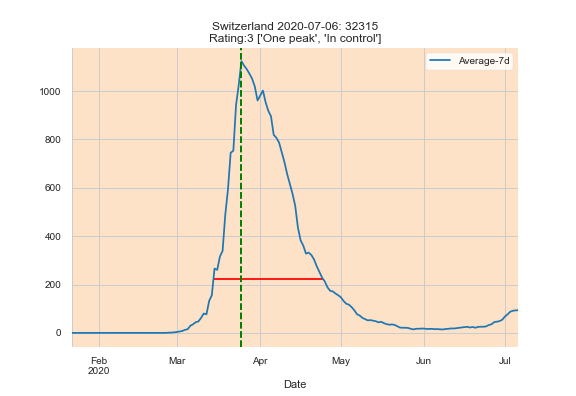 Switzerland 2020-07-06: 32315
Rating:3 ['One peak', 'In control']
Average-7d
1000
800
600
400
200
0
Feb
2020
Mar
Apr
May
Jun
Jul
Date